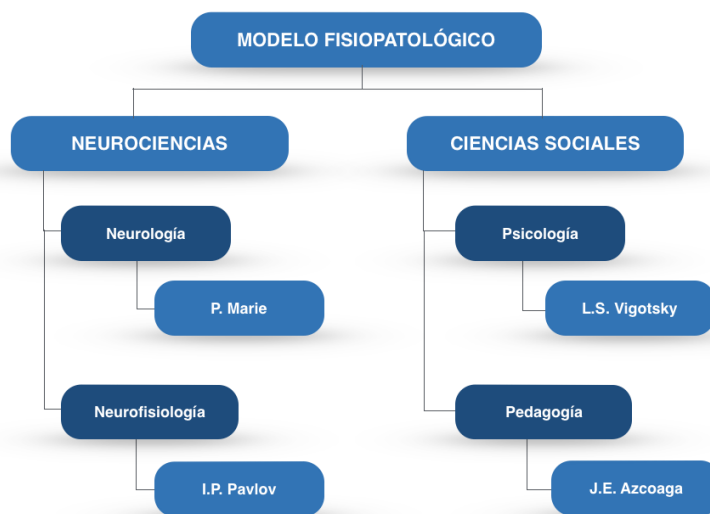 MODELO FISIOPATOLÓGICO
NEUROCIENCIAS
CIENCIAS SOCIALES
Neurología
Psicología
P. Marie
L.S. Vigotsky
Neurofisiología
Pedagogía
I.P. Pavlov
J.E. Azcoaga